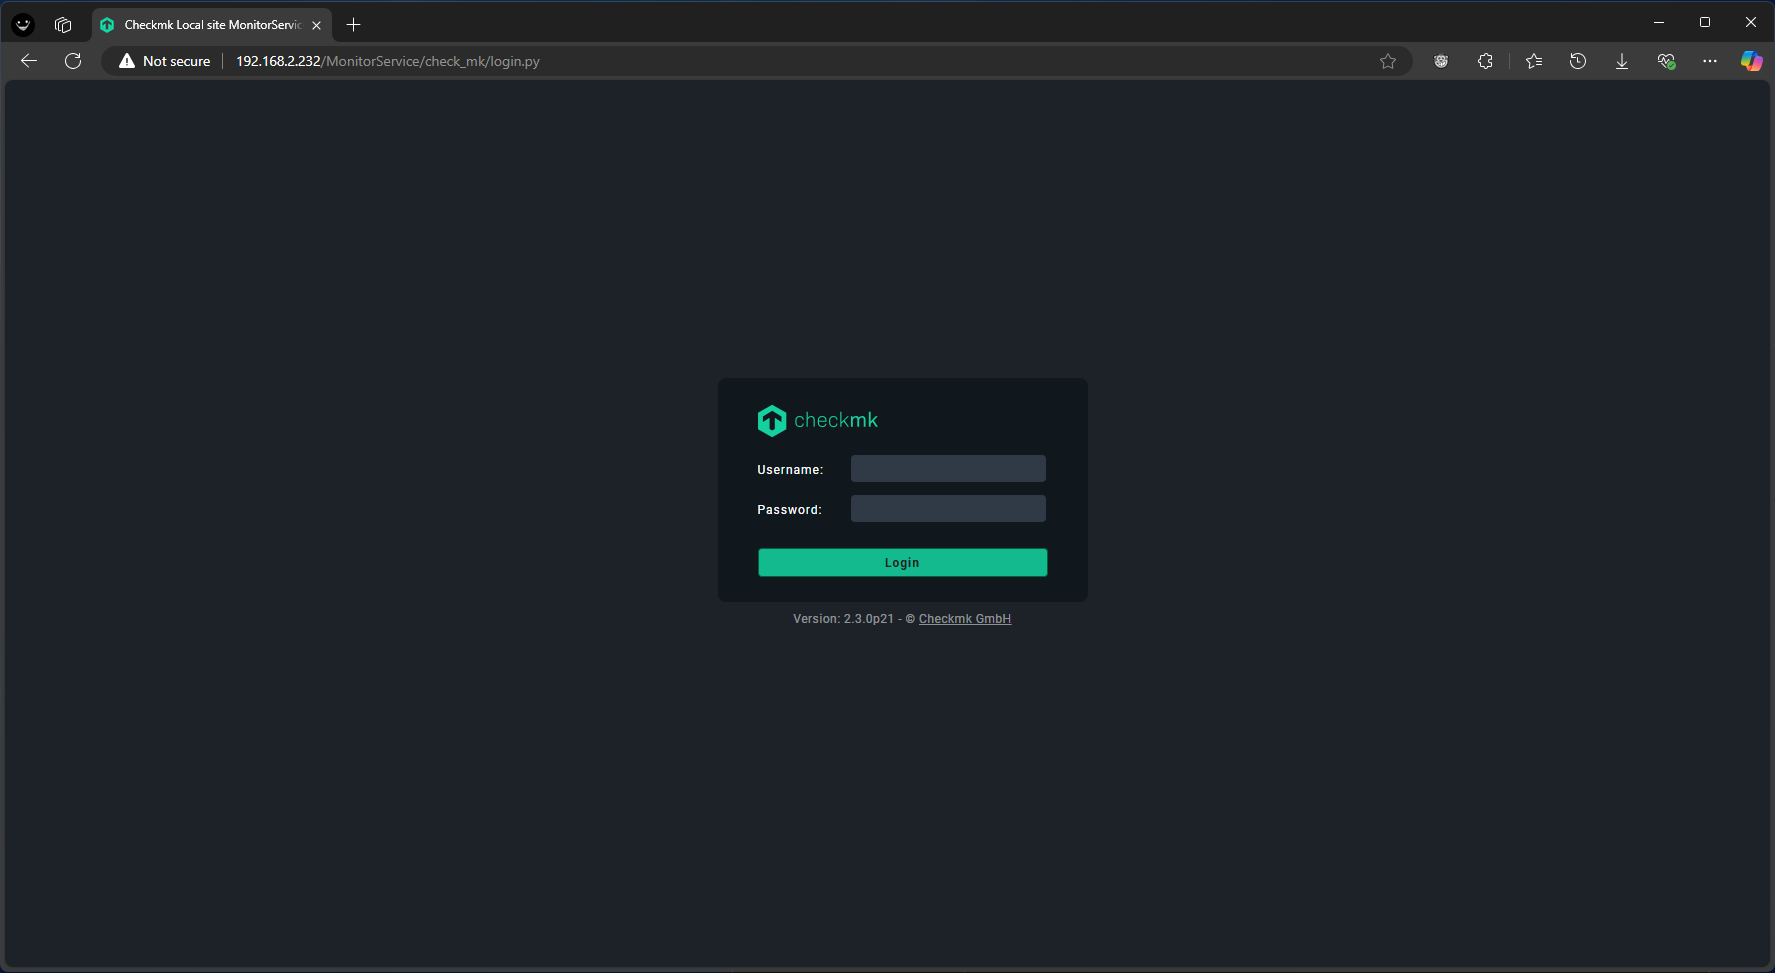 Checkmk Local site MonitorServic
Not secure
192.168.2.232/MonitorService/check_mk/login.py
checkmk
Username:
Password:
Login
Version: 2.3.0p21 - © Checkmk GmbH